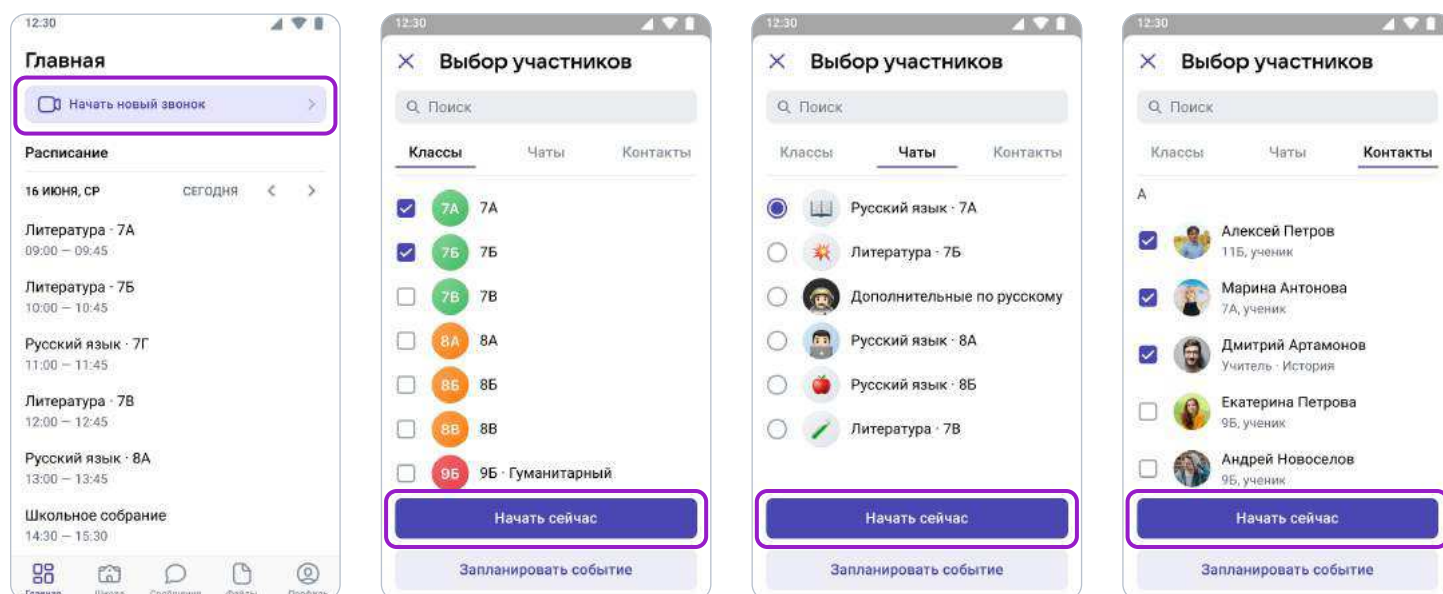 12:30
Главная
Начать новый звонок
Расписание
16 ИЮНЯ, СР СЕГОДНЯ
Литература · 7А
09:00 — 09:45
Литература · 7Б
10:00 — 10:45
Русский язык · 7Г
11:00 — 11:45
Литература · 7В
12:00 — 12:45
Русский язык · 8А
13:00 — 13:45
Школьное собрание
14:30 — 15:30
Главная Школа Сообщения Файлы Профиль
12:30
Выбор участников
Поиск
Классы Чаты Контакты
7А 7А
7Б 7Б
7В 7В
8А 8А
8Б 8Б
8В 8В
9Б 9Б · Гуманитарный
Начать сейчас
Запланировать событие
12:30
Выбор участников
Поиск
Классы Чаты Контакты
Русский язык · 7А
Литература · 7Б
Дополнительные по русскому
Русский язык · 8А
Русский язык · 8Б
Литература · 7В
Начать сейчас
Запланировать событие
12:30
Выбор участников
Поиск
Классы Чаты Контакты
А
Алексей Петров
11Б, ученик
Марина Антонова
7А, ученик
Дмитрий Артамонов
Учитель · История
Екатерина Петрова
9Б, ученик
Андрей Новоселов
9Б, ученик
Начать сейчас
Запланировать событие